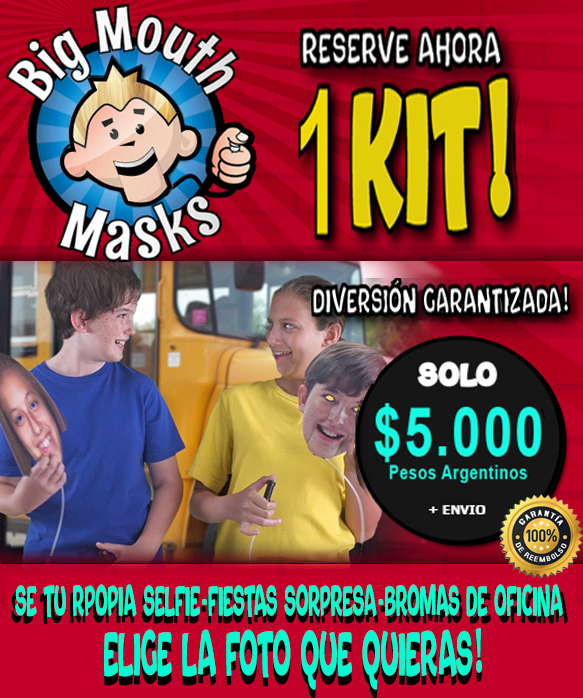 Big Mouth
Masks
RESERVE AHORA
1 KIT!
DIVERSIÓN GARANTIZADA!
SOLO
$5.000
Pesos Argentinos
+ ENVIO
GARANTÍA
100%
DE REEMBOLSO
SE TU RPOPIA SELFIE-FIESTAS SORPRESA-BROMAS DE OFICINA
ELIGE LA FOTO QUE QUIERAS!